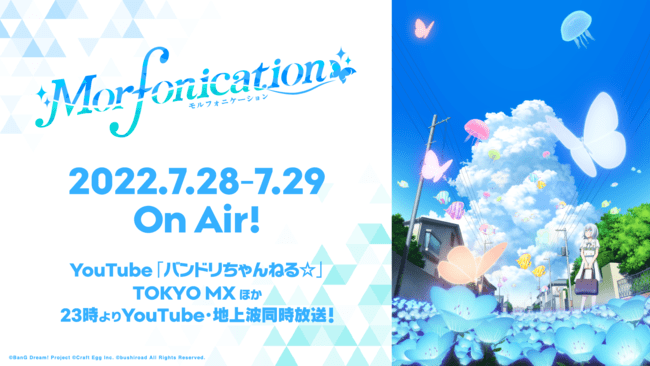 Morfonication
モルフォニケーション
2022.7.28-7.29
On Air!
YouTube「バンドリちゃんねる☆」
TOKYO MX ほか
23時よりYouTube・地上波同時放送!
©BanG Dream! Project ©Craft Egg Inc. ©bushiroad All Rights Reserved.